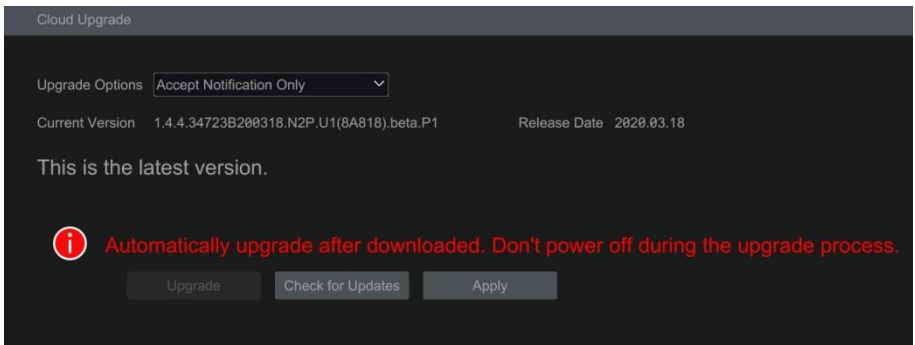 Cloud Upgrade
Upgrade Options Accept Notification Only
Current Version 1.4.4.34723B200318.N2P.U1(8A818).beta.P1 Release Date 2020.03.18
This is the latest version.
Automatically upgrade after downloaded. Don't power off during the upgrade process.
Upgrade Check for Updates Apply